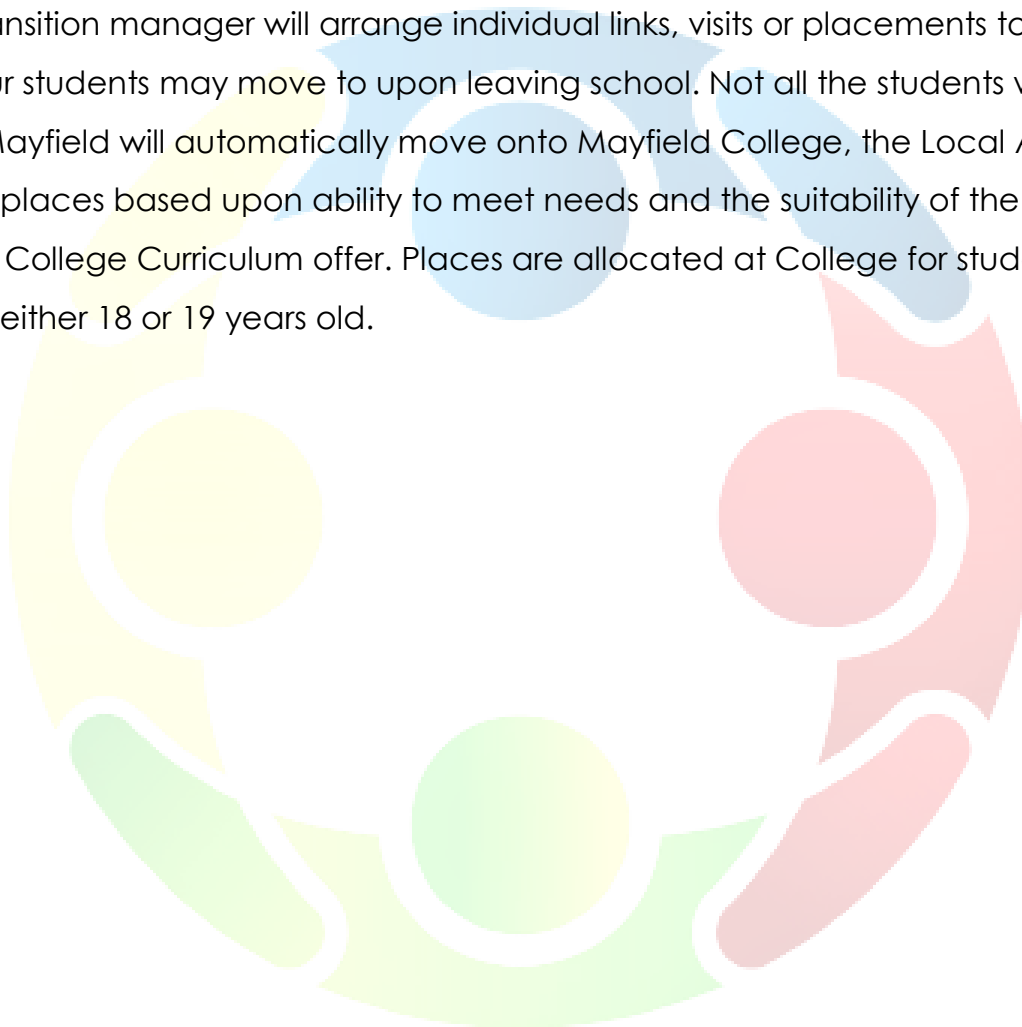 nsition manager will arrange individual links, visits or placements to
r students may move to upon leaving school. Not all the students
ayfield will automatically move onto Mayfield College, the Local
places based upon ability to meet needs and the suitability of the
College Curriculum offer. Places are allocated at College for stud
either 18 or 19 years old.